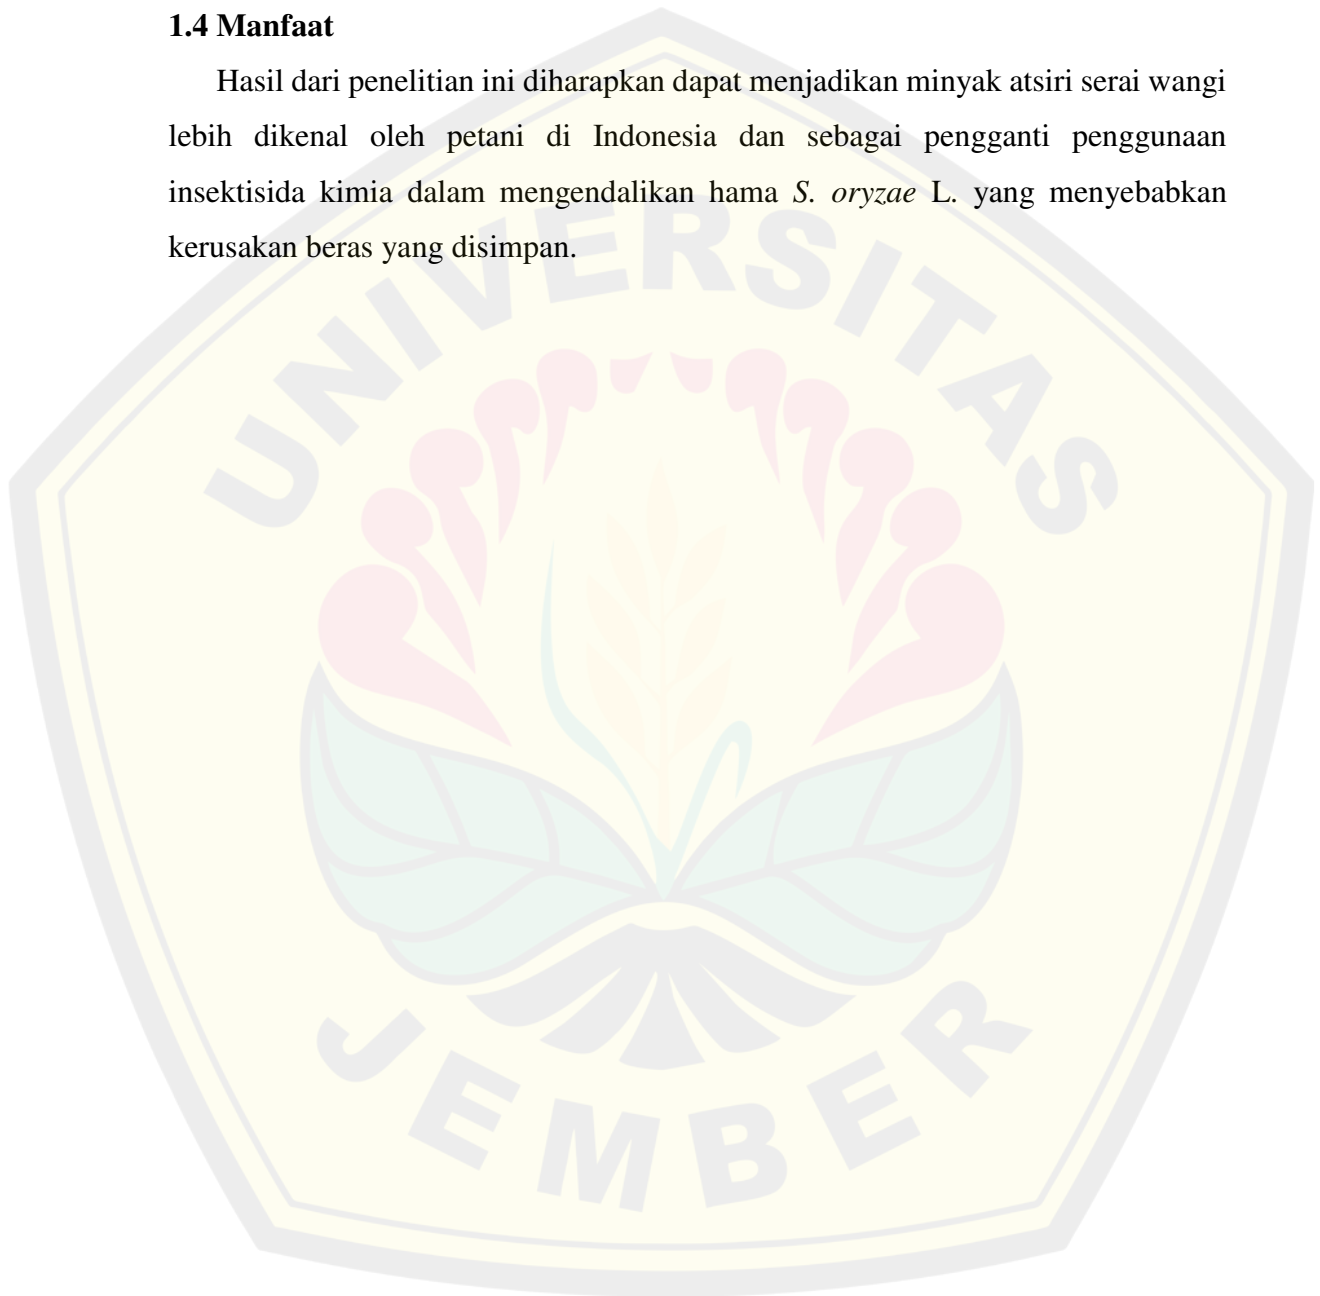 1.4 Manfaat
Hasil dari penelitian ini diharapkan dapat menjadikan minyak atsiri serai wangi
lebih dikenal oleh petani di Indonesia dan sebagai pengganti penggunaan
insektisida kimia dalam mengendalikan hama S. oryzae L. yang menyebabkan
kerusakan beras yang disimpan.
UNIVERSITAS
JEMBER